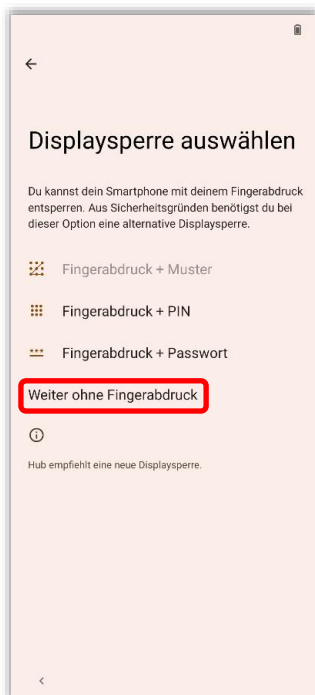 Displaysperre auswählen
Du kannst dein Smartphone mit deinem Fingerabdruck
entsperren. Aus Sicherheitsgründen benötigst du bei
dieser Option eine alternative Displaysperre.
Fingerabdruck + Muster
Fingerabdruck + PIN
Fingerabdruck + Passwort
Weiter ohne Fingerabdruck
Hub empfiehlt eine neue Displaysperre.